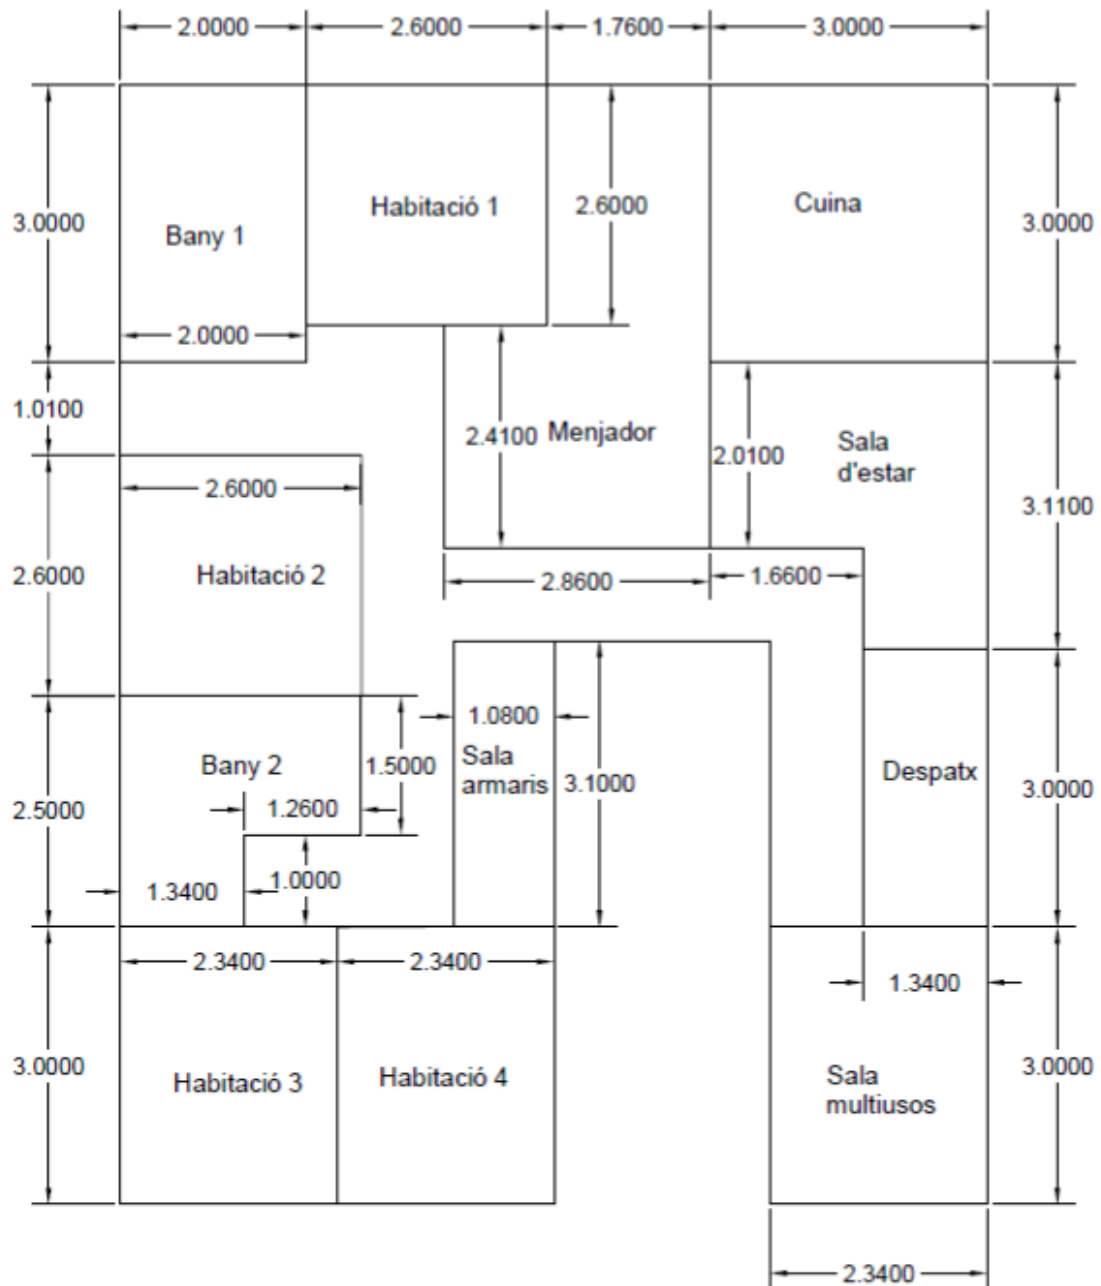 2.0000
2.6000
1.7600
3.0000
3.0000
Bany 1
Habitació 1
2.6000
Cuina
3.0000
2.0000
1.0100
2.4100
Menjador
2.0100
Sala
d'estar
2.6000
3.1100
2.6000
Habitació 2
2.8600
1.6600
2.5000
Bany 2
1.5000
1.0800
Sala
armaris
3.1000
Despatx
3.0000
1.2600
1.3400
1.0000
2.3400
2.3400
1.3400
3.0000
Habitació 3
Habitació 4
Sala
multiusos
3.0000
2.3400